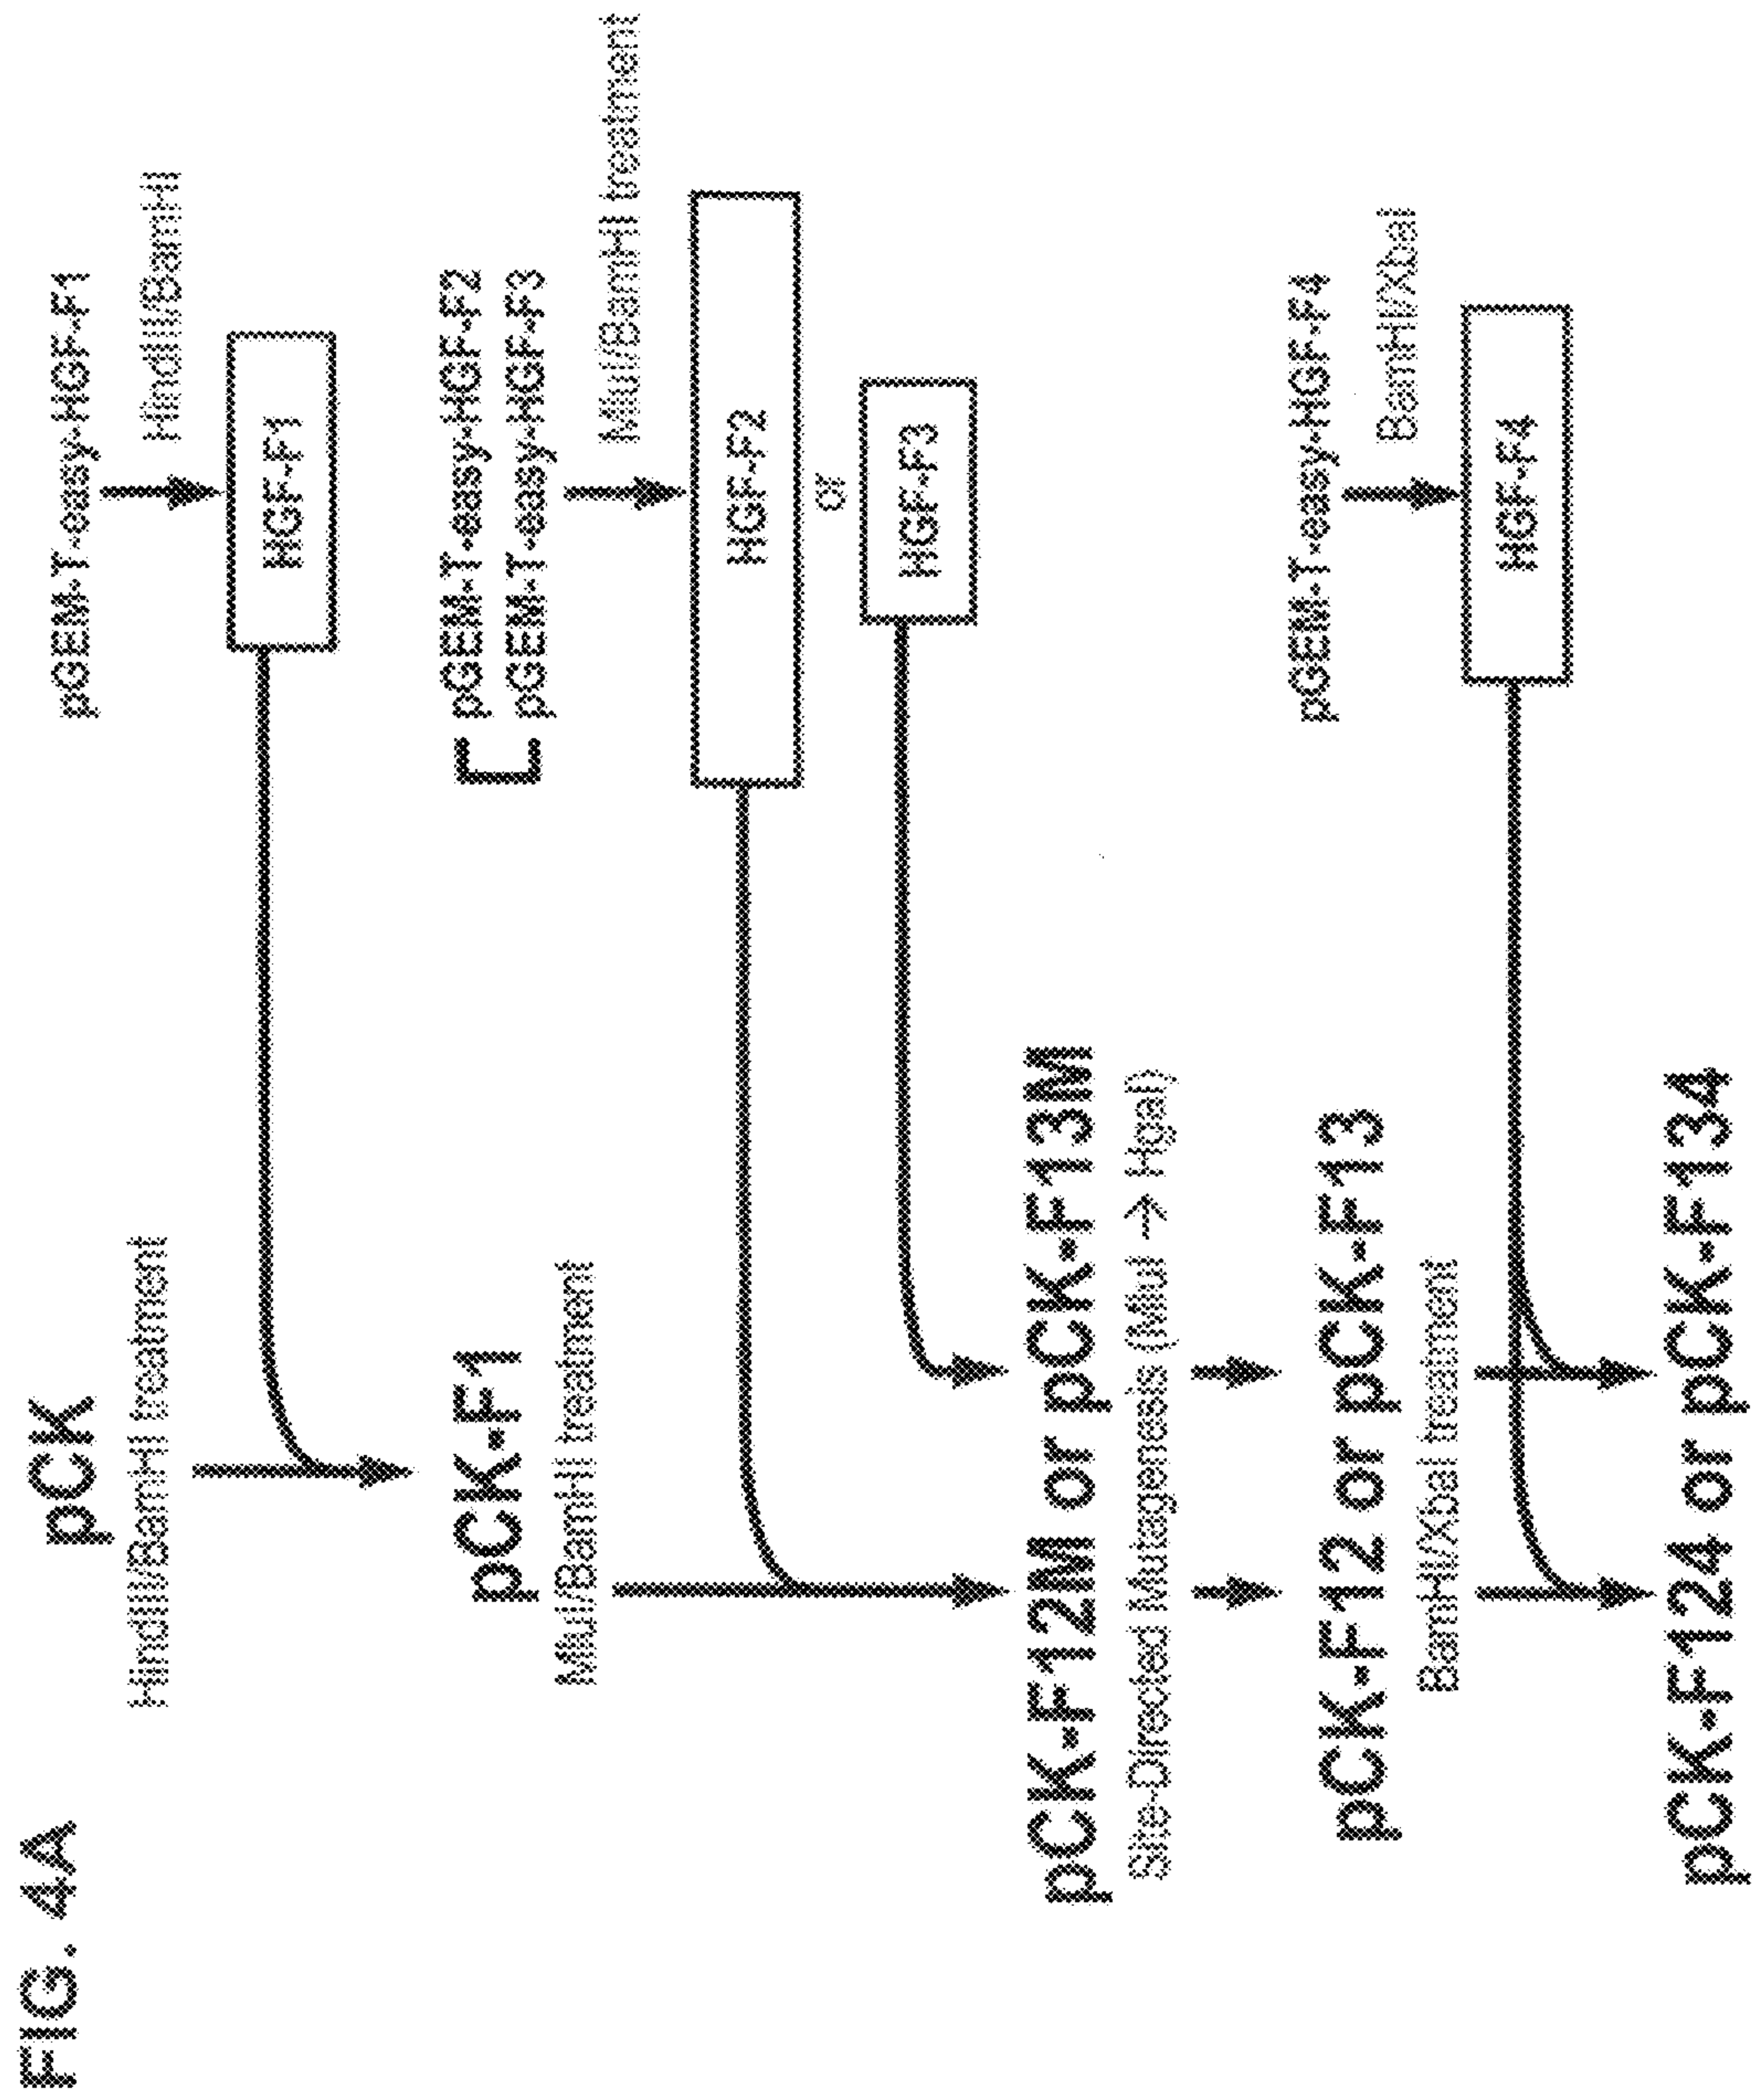 FIG. 4A
pCK
HindIII/BamHI treatment
pGEM-T-easy-HGF-F1
HindIII/BamHI
HGF-F1
pCK-F1
MluI/BamHI treatment
pGEM-T-easy-HGF-F2
pGEM-T-easy-HGF-F3
MluI/BamHI treatment
HGF-F2
or
HGF-F3
pCK-F12M or pCK-F13M
Site-Directed Mutagenesis (MluI → HgaI)
pCK-F12 or pCK-F13
BamHI/XbaI treatment
pGEM-T-easy-HGF-F4
BamHI/XbaI
HGF-F4
pCK-F124 or pCK-F134